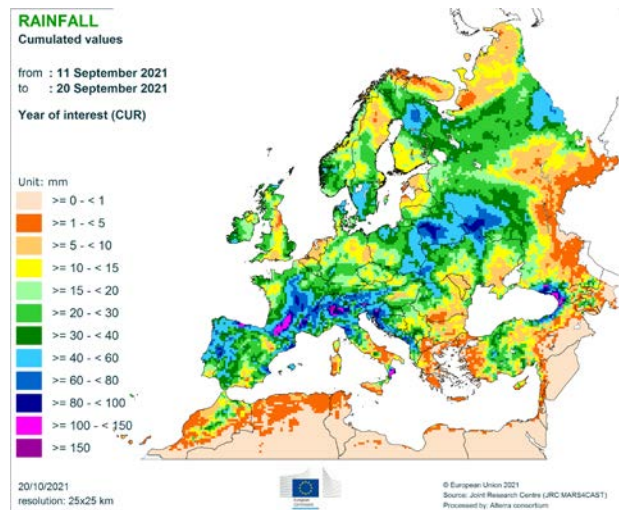 RAINFALL
Cumulated values
from : 11 September 2021
to : 20 September 2021
Year of interest (CUR)
Unit: mm
>= 0 - < 1
>= 1 - < 5
>= 5 - < 10
>= 10 - < 15
>= 15 - < 20
>= 20 - < 30
>= 30 - < 40
>= 40 - < 60
>= 60 - < 80
>= 80 - < 100
>= 100 - < 150
>= 150
20/10/2021
resolution: 25x25 km
European
Commission
© European Union 2021
Source: Joint Research Centre (JRC MARS4CAST)
Processed by: Alterra consortium